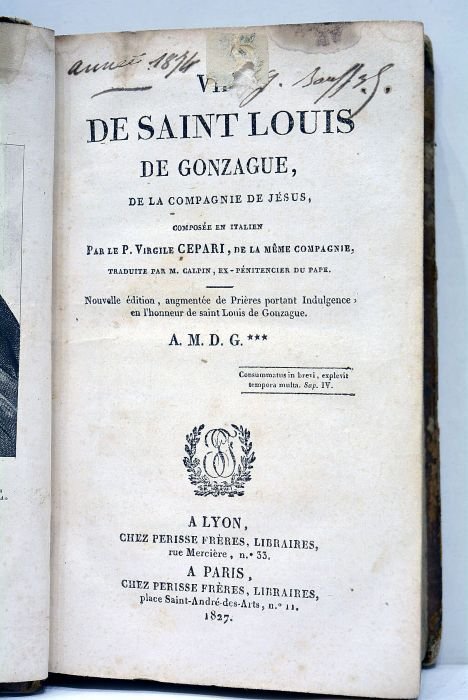 année 1874
VI
DE SAINT LOUIS
DE GONZAGUE,
DE LA COMPAGNIE DE JÉSUS,
COMPOSÉE EN ITALIEN
PAR LE P. VIRGILE CEPARI, DE LA MÊME COMPAGNIE,
TRADUITE PAR M. CALPIN, EX-PÉNITENCIER DU PAPE.
Nouvelle édition, augmentée de Prières portant Indulgence,
en l'honneur de saint Louis de Gonzague.
A. M. D. G. ***
Consummatus in brevi, explevit
tempora multa. Sap. IV.
A LYON,
CHEZ PERISSE FRÈRES, LIBRAIRES,
rue Mercière, n.º 33.
A PARIS,
CHEZ PERISSE FRÈRES, LIBRAIRES,
place Saint-André-des-Arts, n.º 11.
1827.